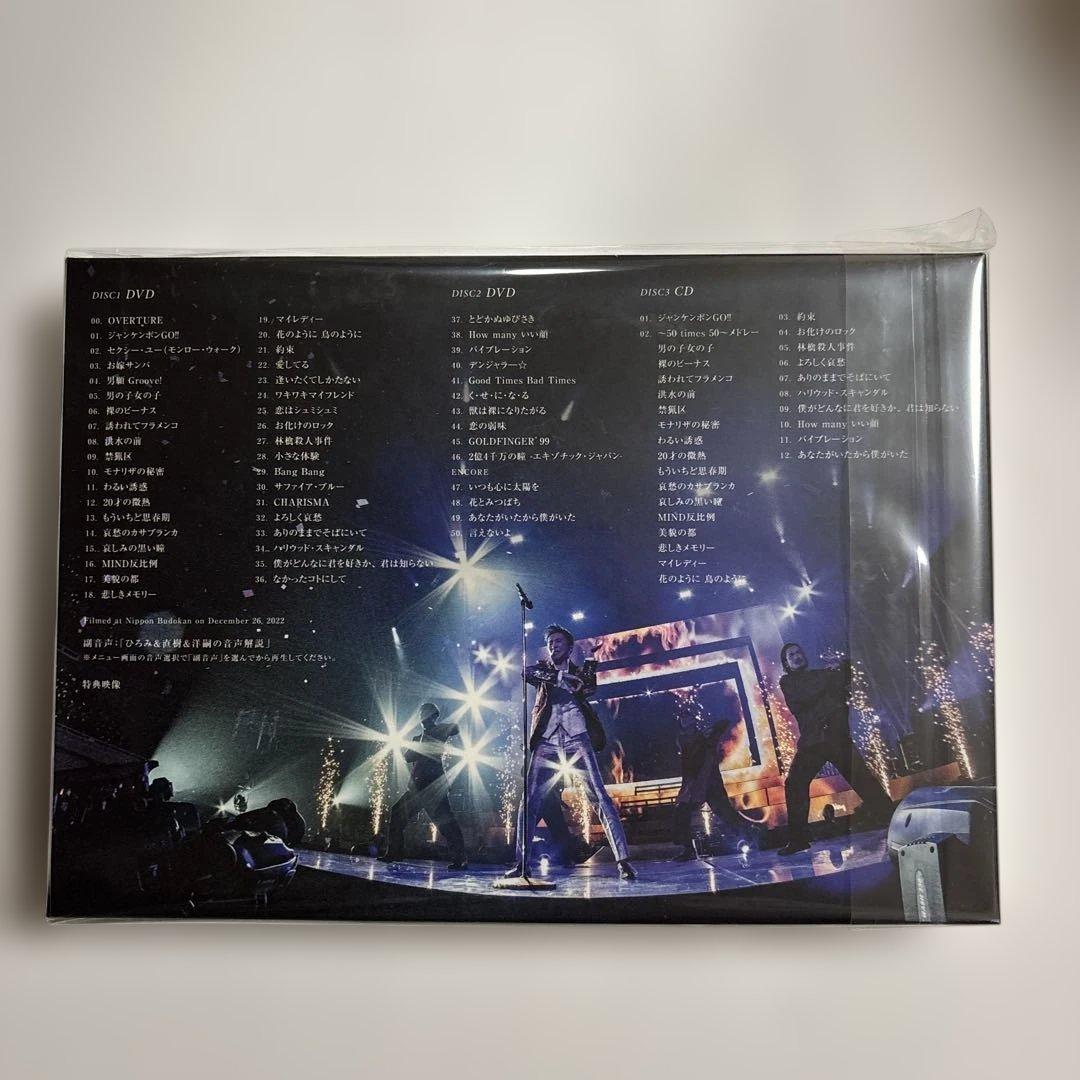 DISC1 DVD
00. OVERTURE
01. ジャンケンポンGO!!
02. セクシー・ユー(モンロー・ウォーク)
03. お嫁サンバ
04. 男願 Groove!
05. 男の子女の子
06. 裸のビーナス
07. 誘われてフラメンコ
08. 洪水の前
09. 禁猟区
10. モナリザの秘密
11. わるい誘惑
12. 20才の微熱
13. もういちど思春期
14. 哀愁のカサブランカ
15. 哀しみの黒い瞳
16. MIND反比例
17. 美貌の都
18. 悲しきメモリー
19. マイレディー
20. 花のように 鳥のように
21. 約束
22. 愛してる
23. 逢いたくてしかたない
24. ワキワキマイフレンド
25. 恋はシュミシュミ
26. お化けのロック
27. 林檎殺人事件
28. 小さな体験
29. Bang Bang
30. サファイア・ブルー
31. CHARISMA
32. よろしく哀愁
33. ありのままでそばにいて
34. ハリウッド・スキャンダル
35. 僕がどんなに君を好きか、君は知らない
36. なかったコトにして
Filmed at Nippon Budokan on December 26, 2022
副音声:「ひろみ&直樹&洋嗣の音声解説」
※メニュー画面の音声選択で「副音声」を選んでから再生してください。
特典映像
DISC2 DVD
37. とどかぬゆびさき
38. How many いい顔
39. バイブレーション
40. デンジャラー☆
41. Good Times Bad Times
42. く・せ・に・な・る
43. 獣は裸になりたがる
44. 恋の弱味
45. GOLDFINGER'99
46. 2億4千万の瞳 -エキゾチック・ジャパン-
ENCORE
47. いつも心に太陽を
48. 花とみつばち
49. あなたがいたから僕がいた
50. 言えないよ
DISC3 CD
01. ジャンケンポンGO!!
02. 〜50 times 50〜メドレー
男の子女の子
裸のビーナス
誘われてフラメンコ
洪水の前
禁猟区
モナリザの秘密
わるい誘惑
20才の微熱
もういちど思春期
哀愁のカサブランカ
哀しみの黒い瞳
MIND反比例
美貌の都
悲しきメモリー
マイレディー
花のように 鳥のように
03. 約束
04. お化けのロック
05. 林檎殺人事件
06. よろしく哀愁
07. ありのままでそばにいて
08. ハリウッド・スキャンダル
09. 僕がどんなに君を好きか、君は知らない
10. How many いい顔
11. バイブレーション
12. あなたがいたから僕がいた